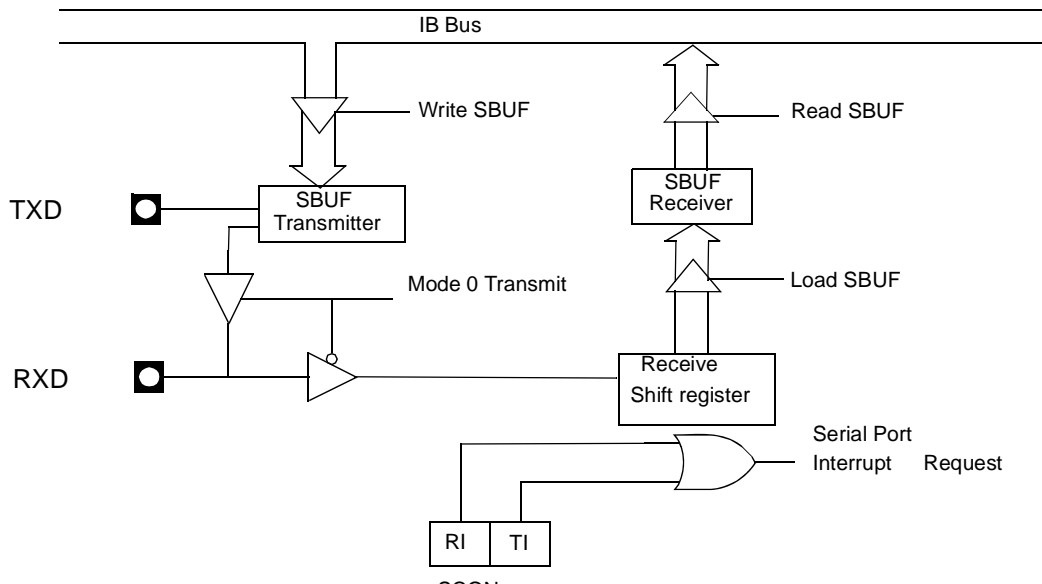 IB Bus
Write SBUF
Read SBUF
TXD
SBUF
Transmitter
SBUF
Receiver
Mode 0 Transmit
Load SBUF
RXD
Receive
Shift register
Serial Port
Interrupt Request
RI
TI